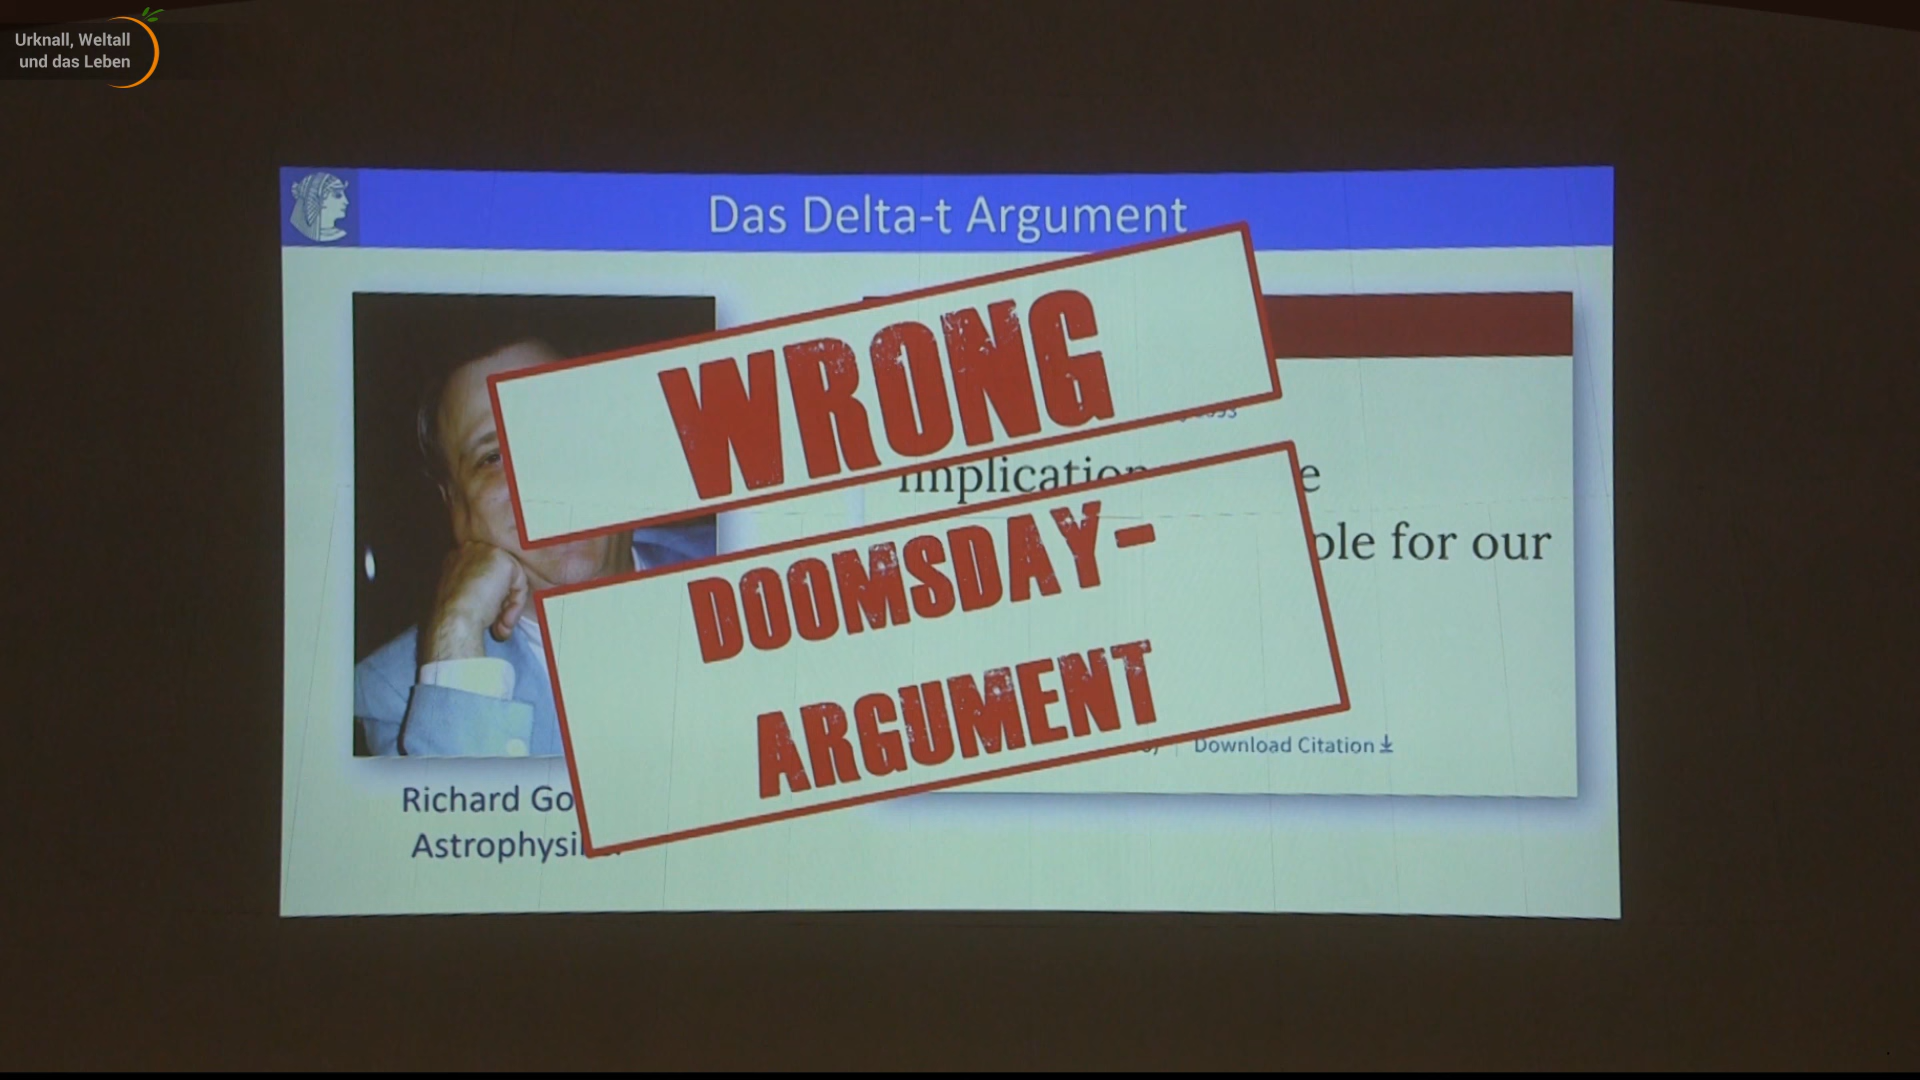 Urknall, Weltall
und das Leben
Das Delta-t Argument
WRONG
implication e
DOOMSDAY-
ple for our
ARGUMENT
Download Citation
Richard Go
Astrophysi